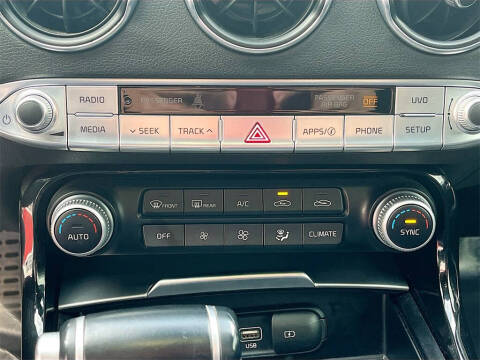 RADIO
PASSENGER
PASSENGER AIR BAG OFF
UVO
MEDIA
SEEK
TRACK
APPS/i
PHONE
SETUP
FRONT
REAR
A/C
AUTO
SYNC
OFF
CLIMATE
USB